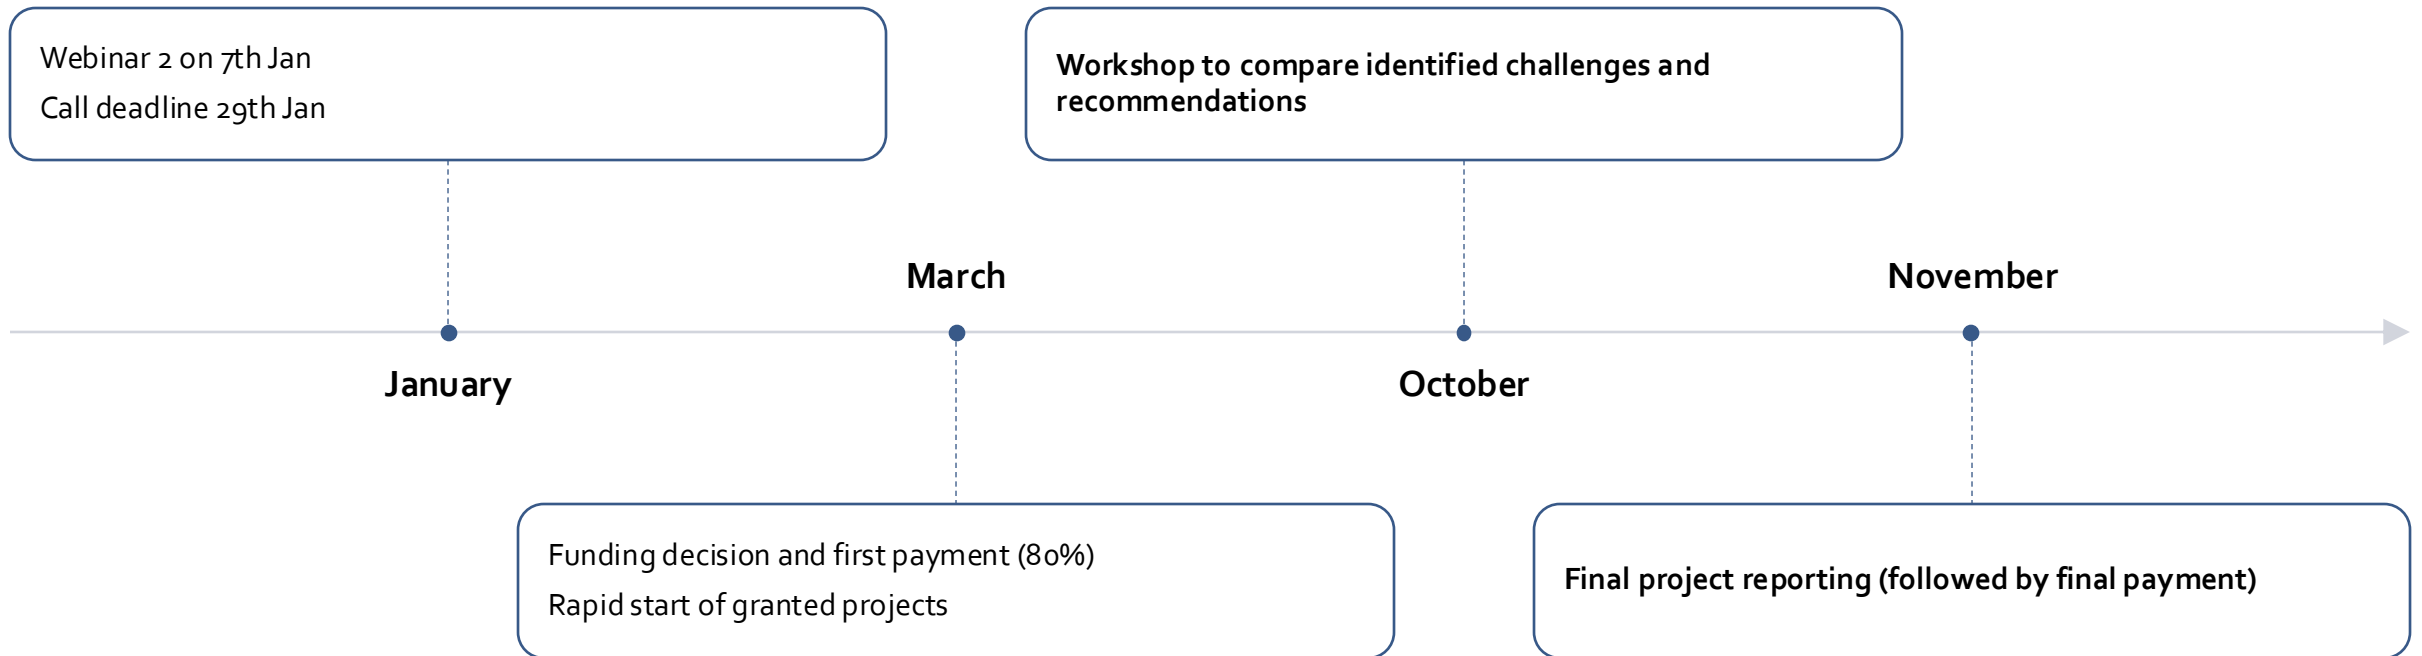 Webinar 2 on 7th Jan
Call deadline 29th Jan
Workshop to compare identified challenges and
recommendations
March
November
January
October
Funding decision and first payment (80%)
Rapid start of granted projects
Final project reporting (followed by final payment)